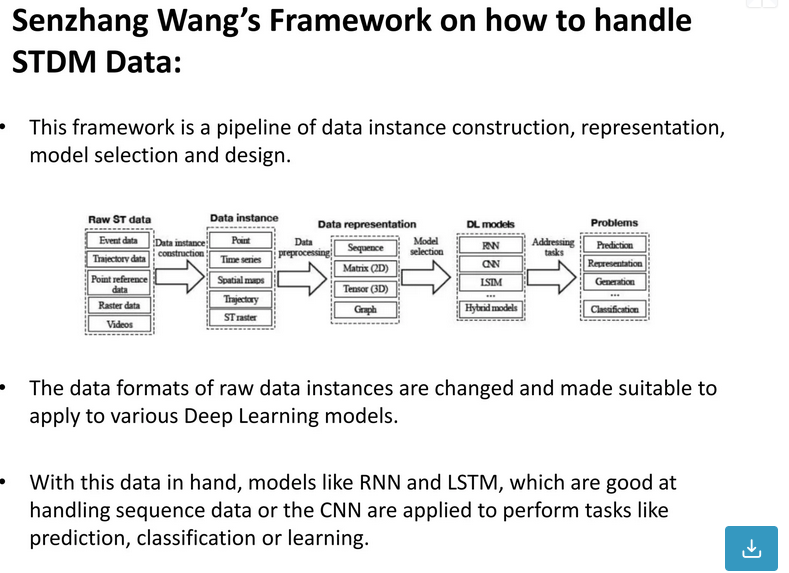 Senzhang Wang's Framework on how to handle
STDM Data:
• This framework is a pipeline of data instance construction, representation,
model selection and design.
Raw ST data
Event data
Trajectory data
Point reference
data
Raster data
Videos
Data instance
construction
Data instance
Point
Time series
Spatial maps
Trajectory
ST raster
Data
preprocessing
Data representation
Sequence
Matrix (2D)
Tensor (3D)
Graph
Model
selection
DL models
RNN
CNN
LSTM
...
Hybrid models
Addressing
tasks
Problems
Prediction
Representation
Generation
...
Classification
• The data formats of raw data instances are changed and made suitable to
apply to various Deep Learning models.
• With this data in hand, models like RNN and LSTM, which are good at
handling sequence data or the CNN are applied to perform tasks like
prediction, classification or learning.